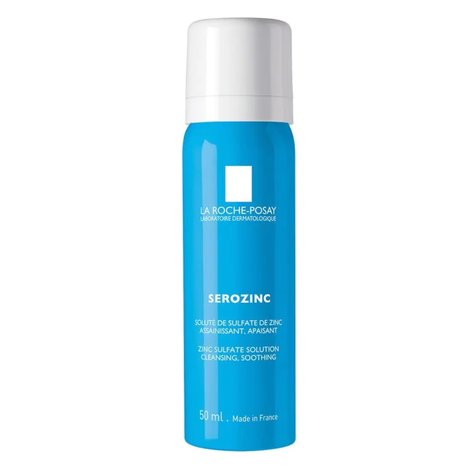 LA ROCHE-POSAY
LABORATOIRE DERMATOLOGIQUE
SEROZINC
SOLUTÉ DE SULFATE DE ZINC
ASSAINISSANT, APAISANT
ZINC SULFATE SOLUTION
CLEANSING, SOOTHING
50 ml . Made in France